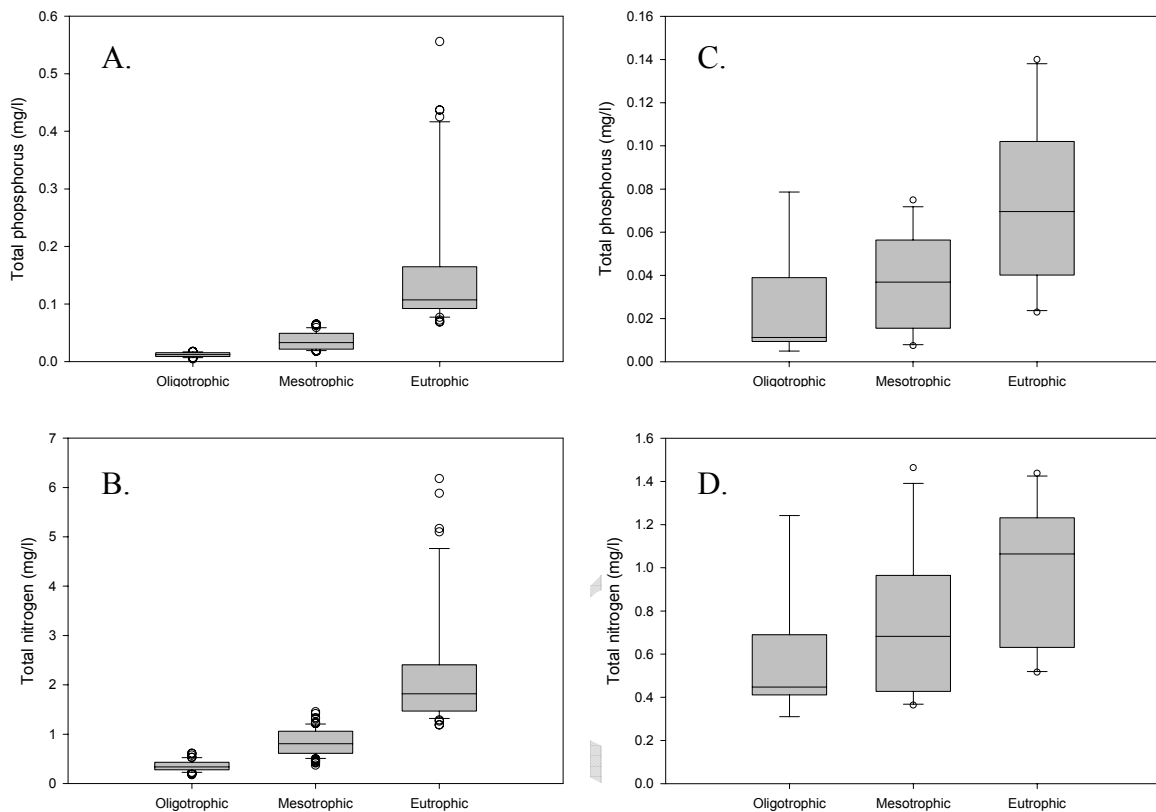 A.
Total phopsphorus (mg/l)
0.6
0.5
0.4
0.3
0.2
0.1
0.0
Oligotrophic Mesotrophic Eutrophic
C.
Total phosphorus (mg/l)
0.16
0.14
0.12
0.10
0.08
0.06
0.04
0.02
0.00
Oligotrophic Mesotrophic Eutrophic
B.
Total nitrogen (mg/l)
7
6
5
4
3
2
1
0
Oligotrophic Mesotrophic Eutrophic
D.
Total nitrogen (mg/l)
1.6
1.4
1.2
1.0
0.8
0.6
0.4
0.2
0.0
Oligotrophic Mesotrophic Eutrophic